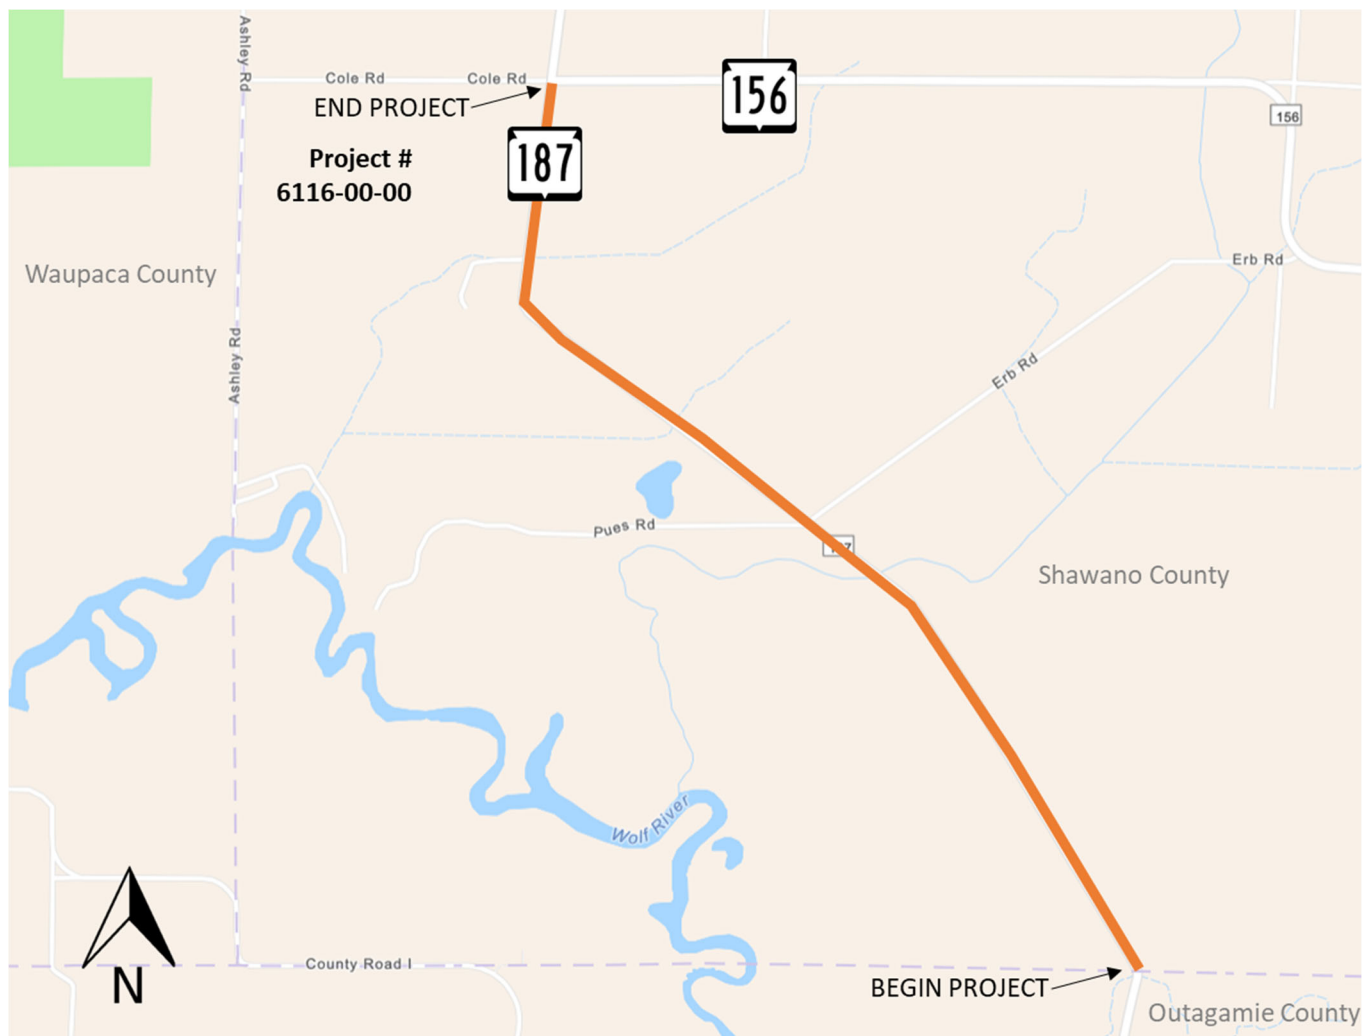 Ashley Rd
Cole Rd
Cole Rd
END PROJECT
156
156
Project #
6116-00-00
187
Waupaca County
Erb Rd
Ashley Rd
Erb Rd
Pues Rd
Shawano County
Wolf River
N
County Road I
BEGIN PROJECT
Outagamie County